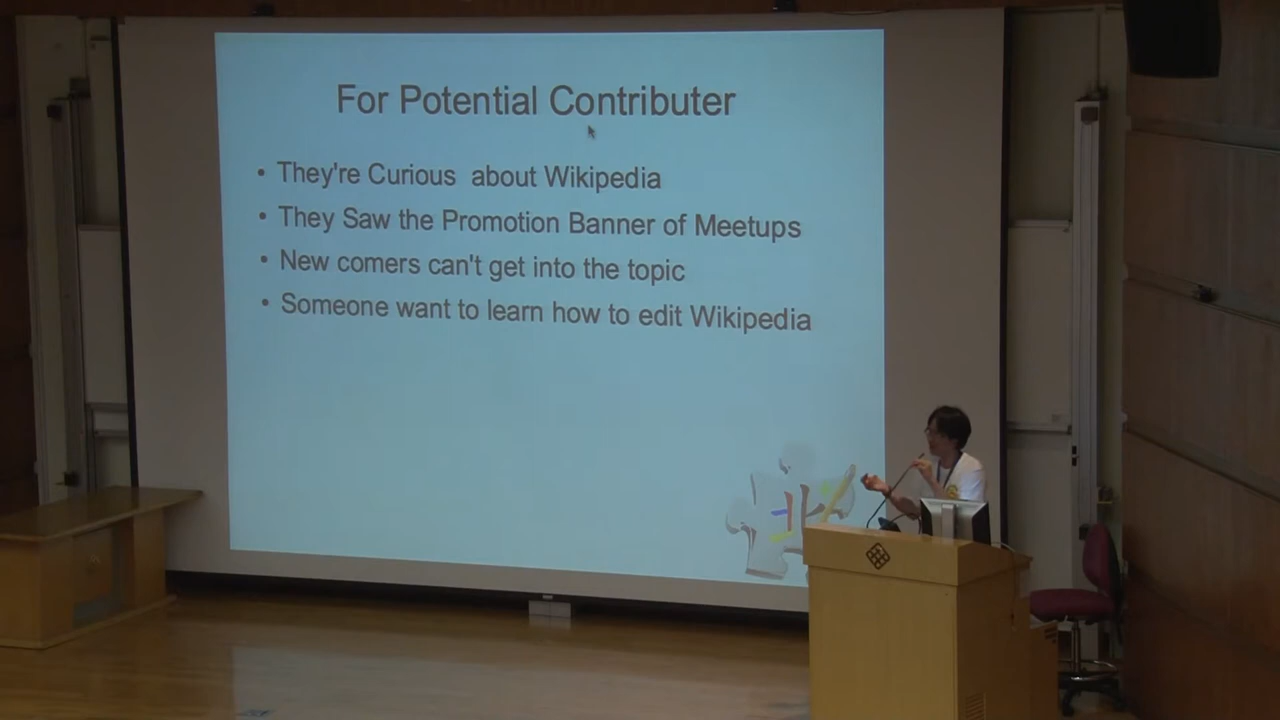 For Potential Contributer
• They're Curious about Wikipedia
• They Saw the Promotion Banner of Meetups
• New comers can't get into the topic
• Someone want to learn how to edit Wikipedia
北